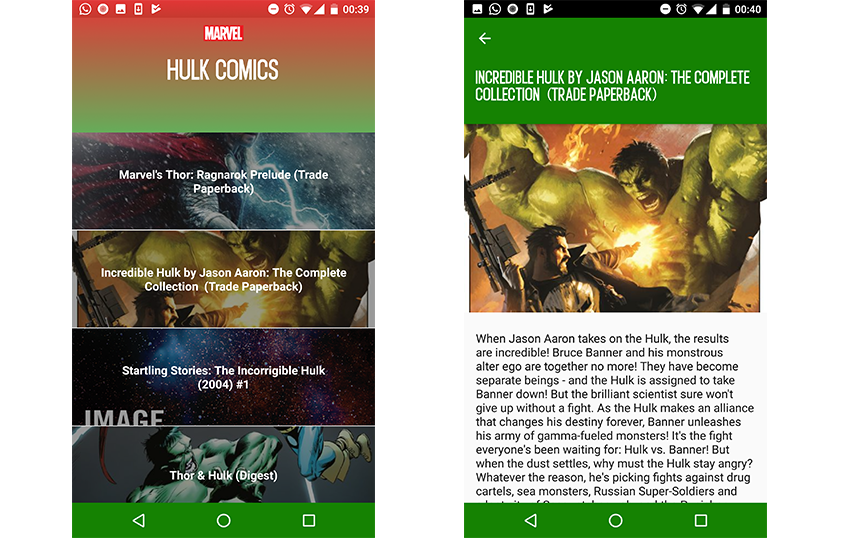 00:39
MARVEL
HULK COMICS
Marvel's Thor: Ragnarok Prelude (Trade
Paperback)
Incredible Hulk by Jason Aaron: The Complete
Collection  (Trade Paperback)
Startling Stories: The Incorrigible Hulk
(2004) #1
IMAGE
Thor & Hulk (Digest)
00:40
INCREDIBLE HULK BY JASON AARON: THE COMPLETE
COLLECTION  (TRADE PAPERBACK)
When Jason Aaron takes on the Hulk, the results
are incredible! Bruce Banner and his monstrous
alter ego are together no more! They have become
separate beings - and the Hulk is assigned to take
Banner down! But the brilliant scientist sure won't
give up without a fight. As the Hulk makes an alliance
that changes his destiny forever, Banner unleashes
his army of gamma-fueled monsters! It's the fight
everyone's been waiting for: Hulk vs. Banner! But
when the dust settles, why must the Hulk stay angry?
Whatever the reason, he's picking fights against drug
cartels, sea monsters, Russian Super-Soldiers and